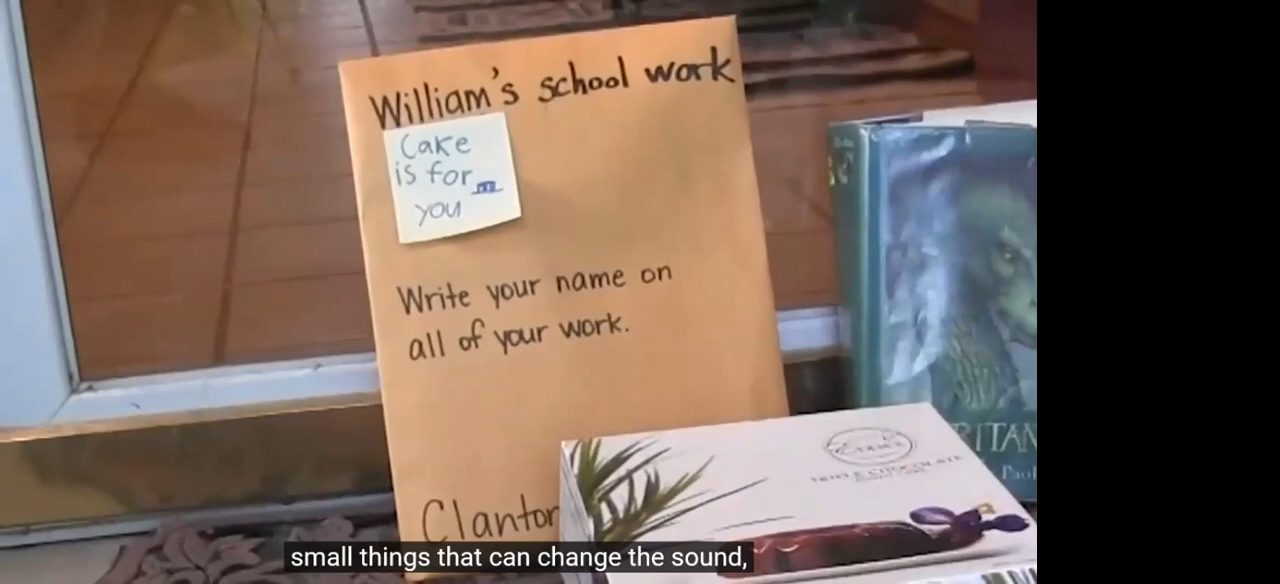 William's school work
Cake
is for
you
Write your name on
all of your work.
Clanton
RITAN
Paol
small things that can change the sound,